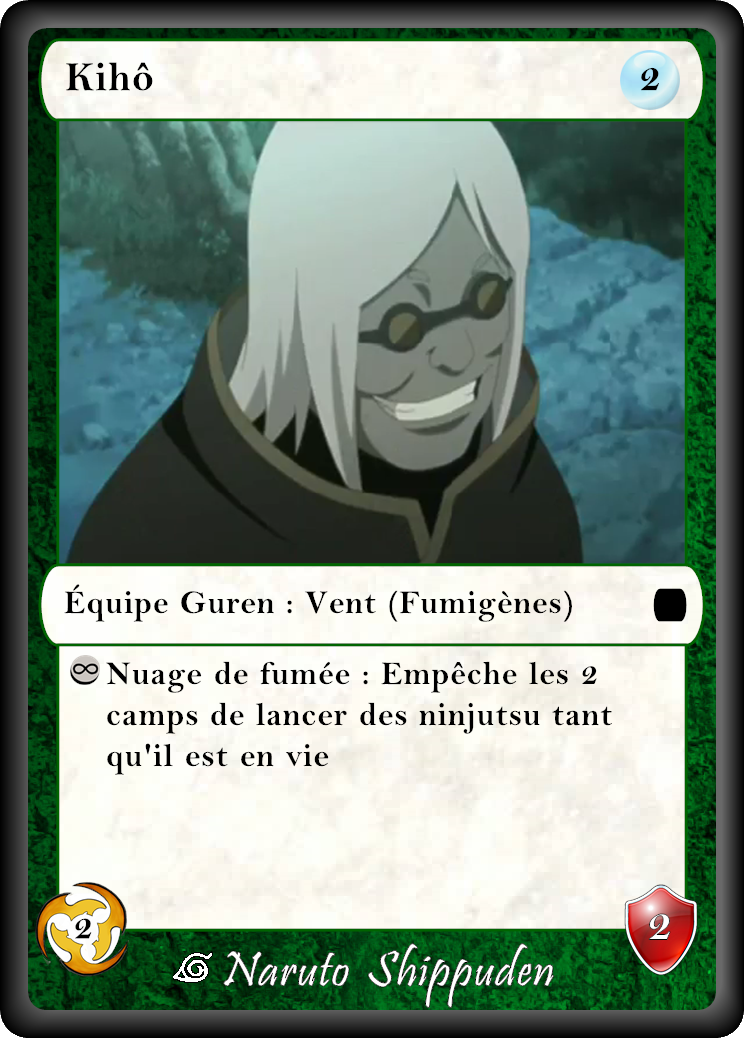 Kihô
2
Équipe Guren : Vent (Fumigènes)
Nuage de fumée : Empêche les 2
camps de lancer des ninjutsu tant
qu'il est en vie
2
2
Naruto Shippuden